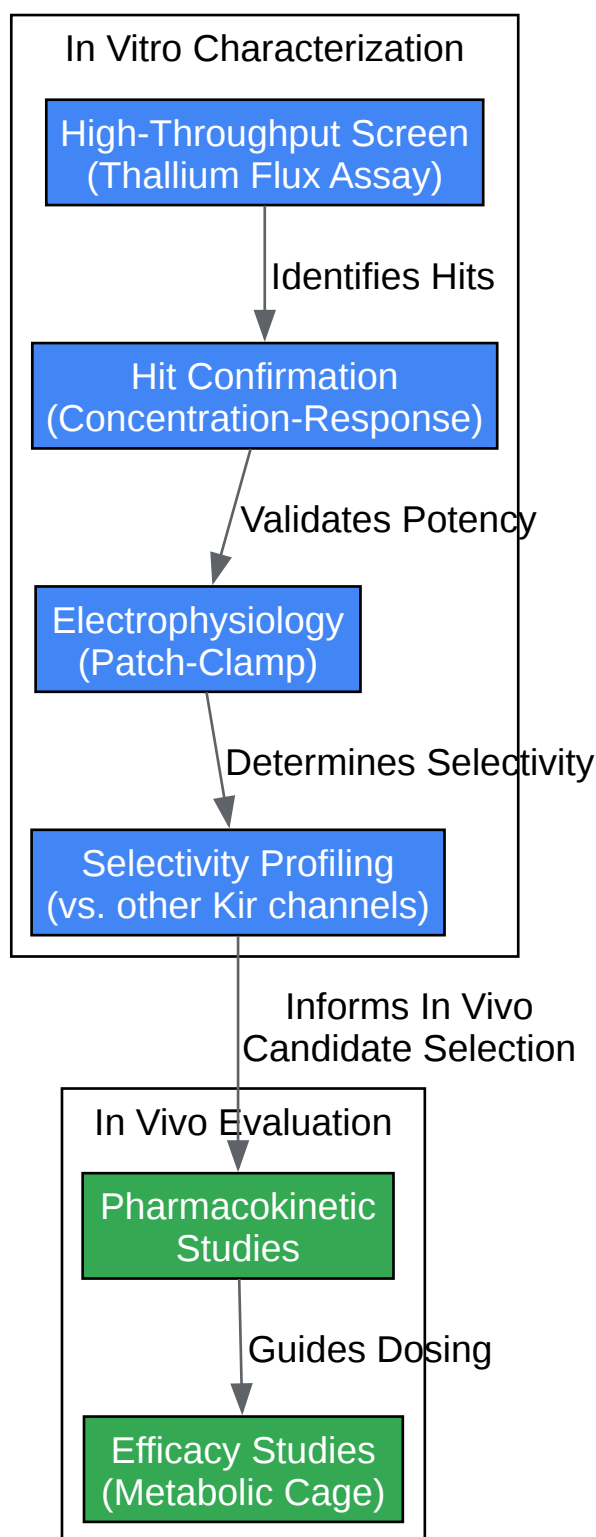 In Vitro Characterization
High-Throughput Screen
(Thallium Flux Assay)
Identifies Hits
Hit Confirmation
(Concentration-Response)
Validates Potency
Electrophysiology
(Patch-Clamp)
Determines Selectivity
Selectivity Profiling
(vs. other Kir channels)
Informs In Vivo
Candidate Selection
In Vivo Evaluation
Pharmacokinetic
Studies
Guides Dosing
Efficacy Studies
(Metabolic Cage)